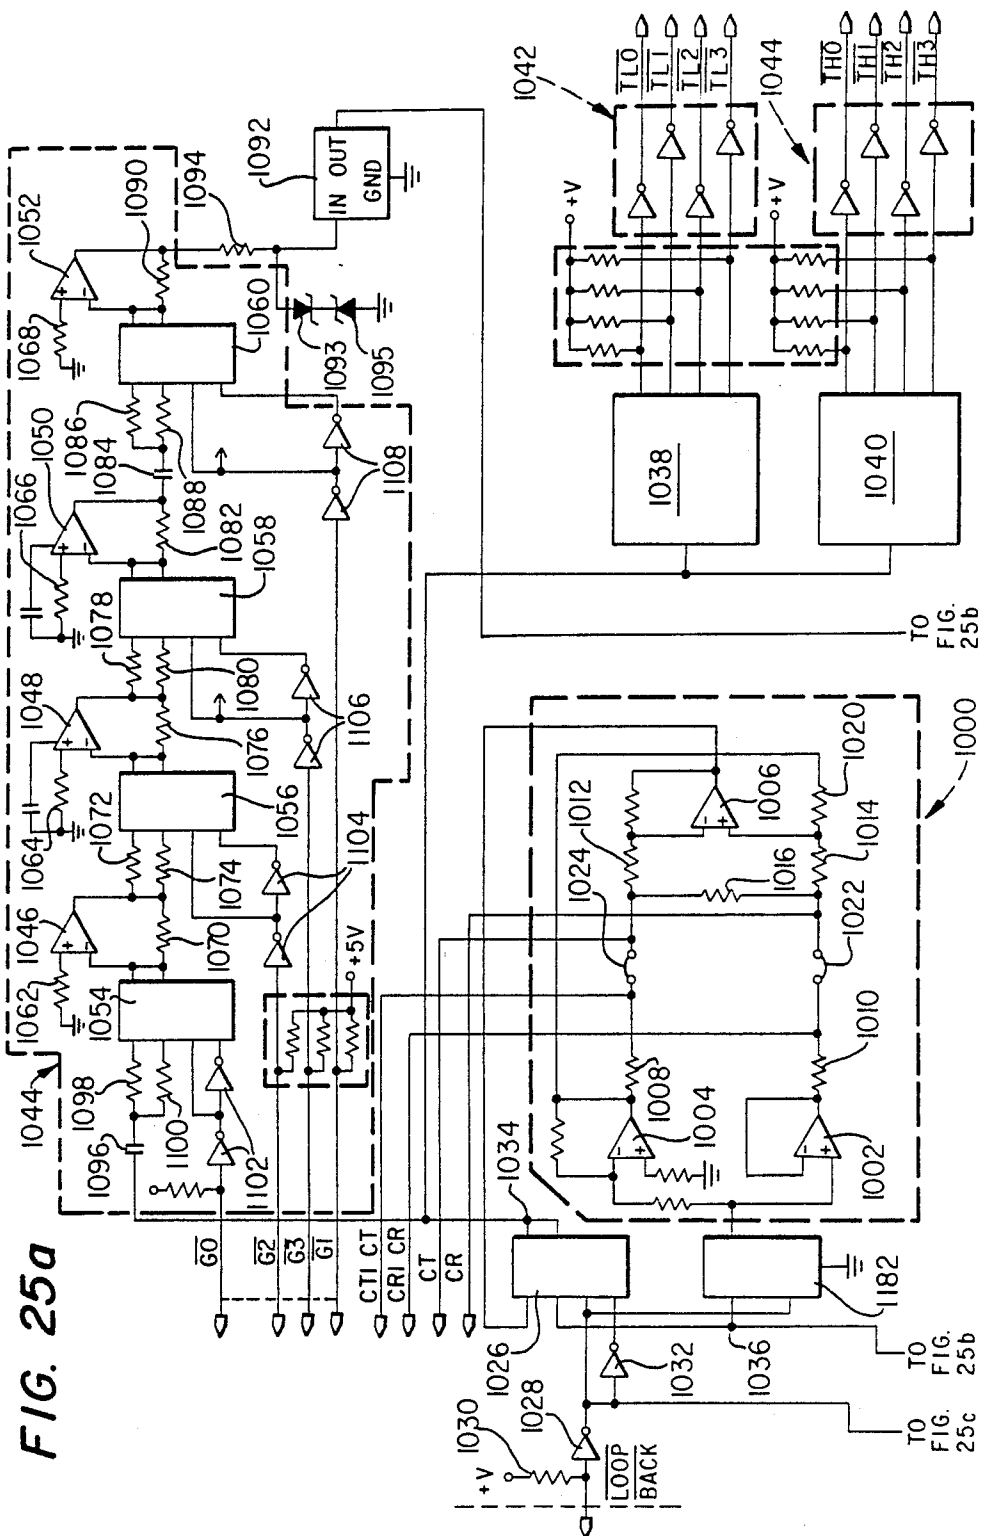 FIG. 25a
1044
1096
1098
1100
1102
1062
1054
1046
1070
1072
1074
1064
1056
1048
1076
1078
1080
1066
1058
1050
1082
1084
1086
1088
1068
1060
1052
1090
1094
1092
IN OUT
GND
1093
1095
1104
1106
1108
+5V
G0
G2
G3
G1
CT1 CT
CR1 CR
CT
CR
1034
1026
1032
1036
1182
1030
1028
+V
LOOP
BACK
TO
FIG.
25c
TO
FIG.
25b
1008
1004
1002
1010
1024
1022
1012
1016
1014
1006
1020
1000
TO
FIG.
25b
1038
1040
+V
+V
1042
1044
TL0
TL1
TL2
TL3
TH0
TH1
TH2
TH3
+
−
+
−
+
−
+
−
−
+
−
+
−
+